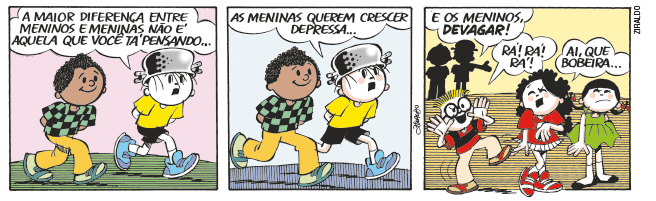 A MAIOR DIFERENÇA ENTRE
MENINOS E MENINAS NÃO É
AQUELA QUE VOCÊ TÁ PENSANDO...
AS MENINAS QUEREM CRESCER
DEPRESSA...
E OS MENINOS,
DEVAGAR!
RÁ! RÁ!
RÁ!
AI, QUE
BOBEIRA...
ZIRALDO